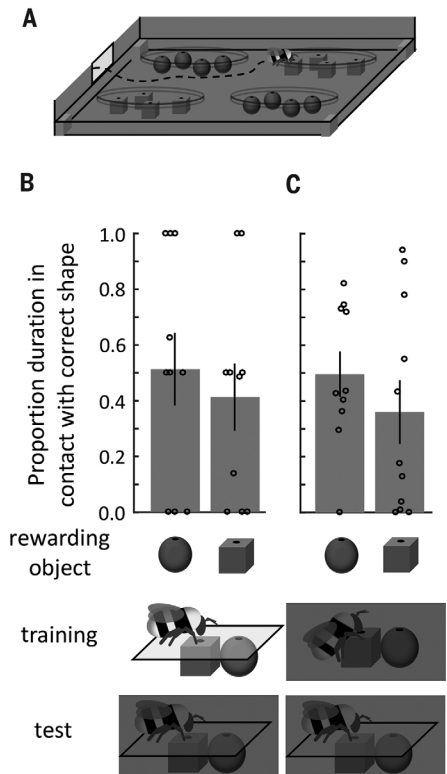 A
B
C
Proportion duration in
contact with correct shape
1.0
0.8
0.6
0.4
0.2
0.0
rewarding
object
training
test